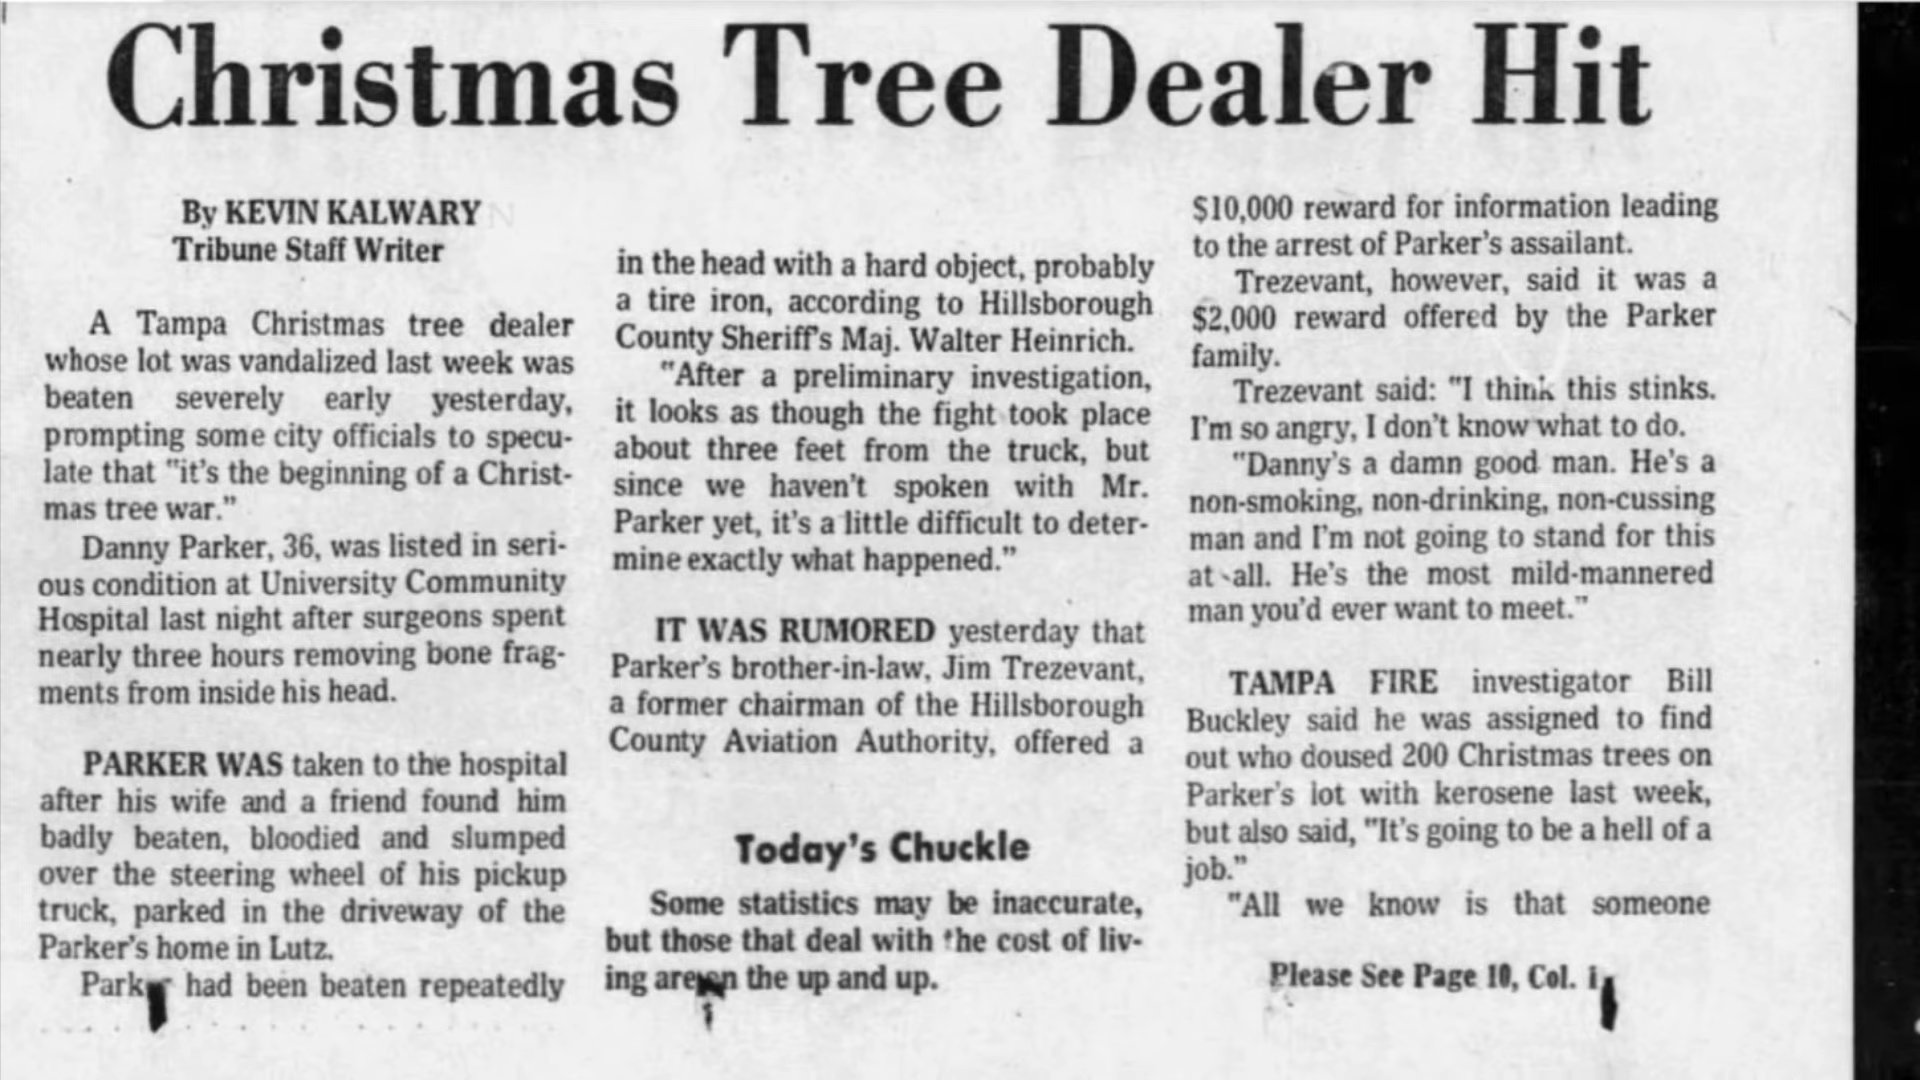 Christmas Tree Dealer Hit
By KEVIN KALWARY
Tribune Staff Writer
A Tampa Christmas tree dealer
whose lot was vandalized last week was
beaten severely early yesterday,
prompting some city officials to specu-
late that "it's the beginning of a Christ-
mas tree war."
Danny Parker, 36, was listed in seri-
ous condition at University Community
Hospital last night after surgeons spent
nearly three hours removing bone frag-
ments from inside his head.
PARKER WAS taken to the hospital
after his wife and a friend found him
badly beaten, bloodied and slumped
over the steering wheel of his pickup
truck, parked in the driveway of the
Parker's home in Lutz.
Parker had been beaten repeatedly
in the head with a hard object, probably
a tire iron, according to Hillsborough
County Sheriff's Maj. Walter Heinrich.
"After a preliminary investigation,
it looks as though the fight took place
about three feet from the truck, but
since we haven't spoken with Mr.
Parker yet, it's a little difficult to deter-
mine exactly what happened."
IT WAS RUMORED yesterday that
Parker's brother-in-law, Jim Trezevant,
a former chairman of the Hillsborough
County Aviation Authority, offered a
Today's Chuckle
Some statistics may be inaccurate,
but those that deal with the cost of liv-
ing are on the up and up.
$10,000 reward for information leading
to the arrest of Parker's assailant.
Trezevant, however, said it was a
$2,000 reward offered by the Parker
family.
Trezevant said: "I think this stinks.
I'm so angry, I don't know what to do.
"Danny's a damn good man. He's a
non-smoking, non-drinking, non-cussing
man and I'm not going to stand for this
at all. He's the most mild-mannered
man you'd ever want to meet."
TAMPA FIRE investigator Bill
Buckley said he was assigned to find
out who doused 200 Christmas trees on
Parker's lot with kerosene last week,
but also said, "It's going to be a hell of a
job."
"All we know is that someone
Please See Page 10, Col. 1